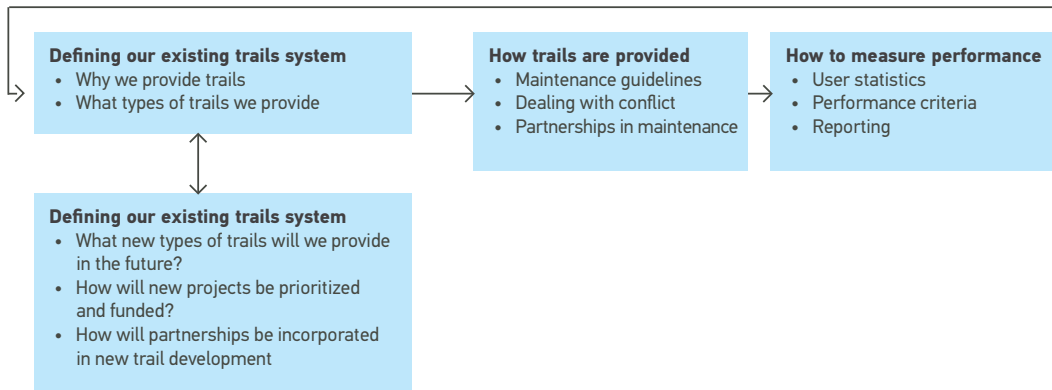 Defining our existing trails system
• Why we provide trails
• What types of trails we provide
How trails are provided
• Maintenance guidelines
• Dealing with conflict
• Partnerships in maintenance
How to measure performance
• User statistics
• Performance criteria
• Reporting
Defining our existing trails system
• What new types of trails will we provide
in the future?
• How will new projects be prioritized
and funded?
• How will partnerships be incorporated
in new trail development